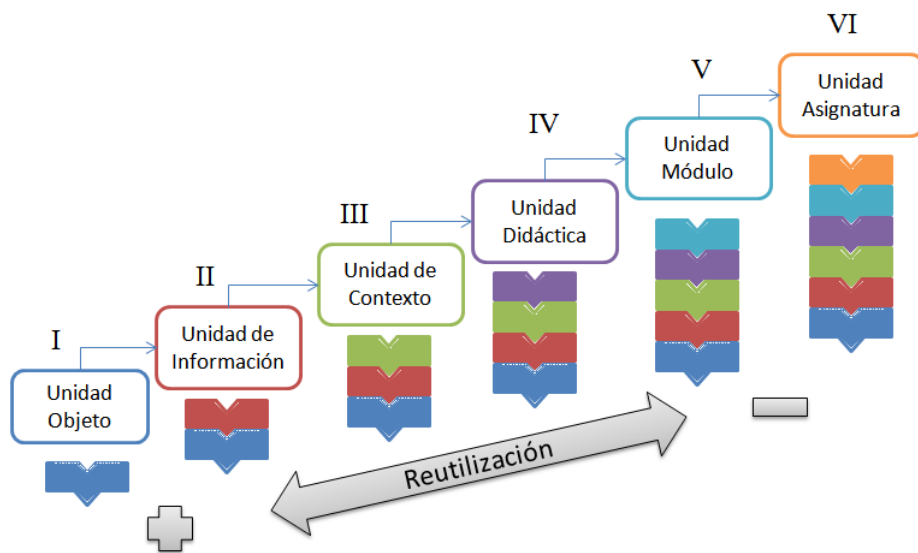 VI
Unidad
Asignatura
V
Unidad
Módulo
IV
Unidad
Didáctica
III
Unidad de
Contexto
II
Unidad de
Información
I
Unidad
Objeto
Reutilización